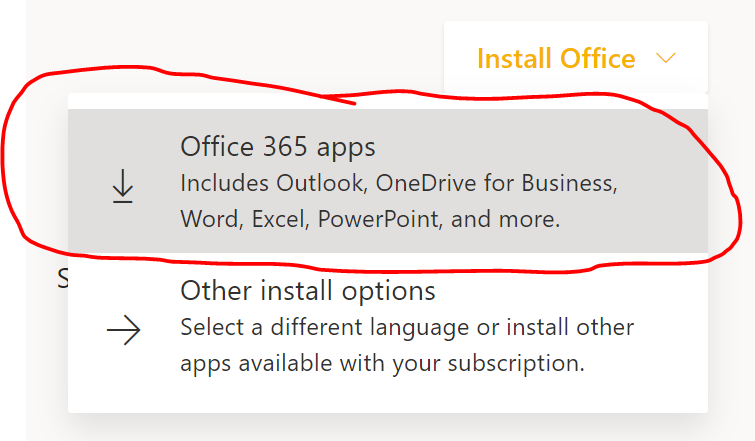 Install Office
Office 365 apps
Includes Outlook, OneDrive for Business,
Word, Excel, PowerPoint, and more.
S
Other install options
Select a different language or install other
apps available with your subscription.